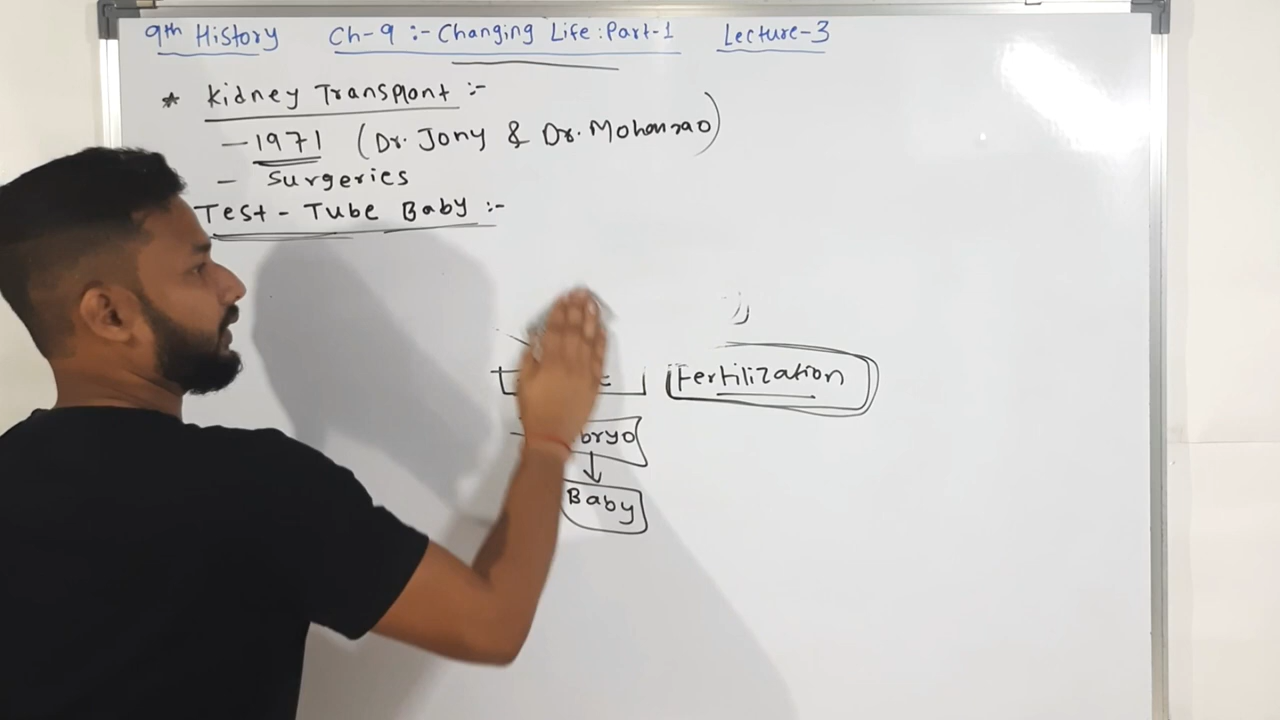 9th History Ch-9 :- Changing Life : Part-1 Lecture-3
* Kidney Transplant :-
- 1971 (Dr. Jony & Dr. Mohanrao)
- Surgeries
Test - Tube Baby :-
Fertilization
bryo
Baby